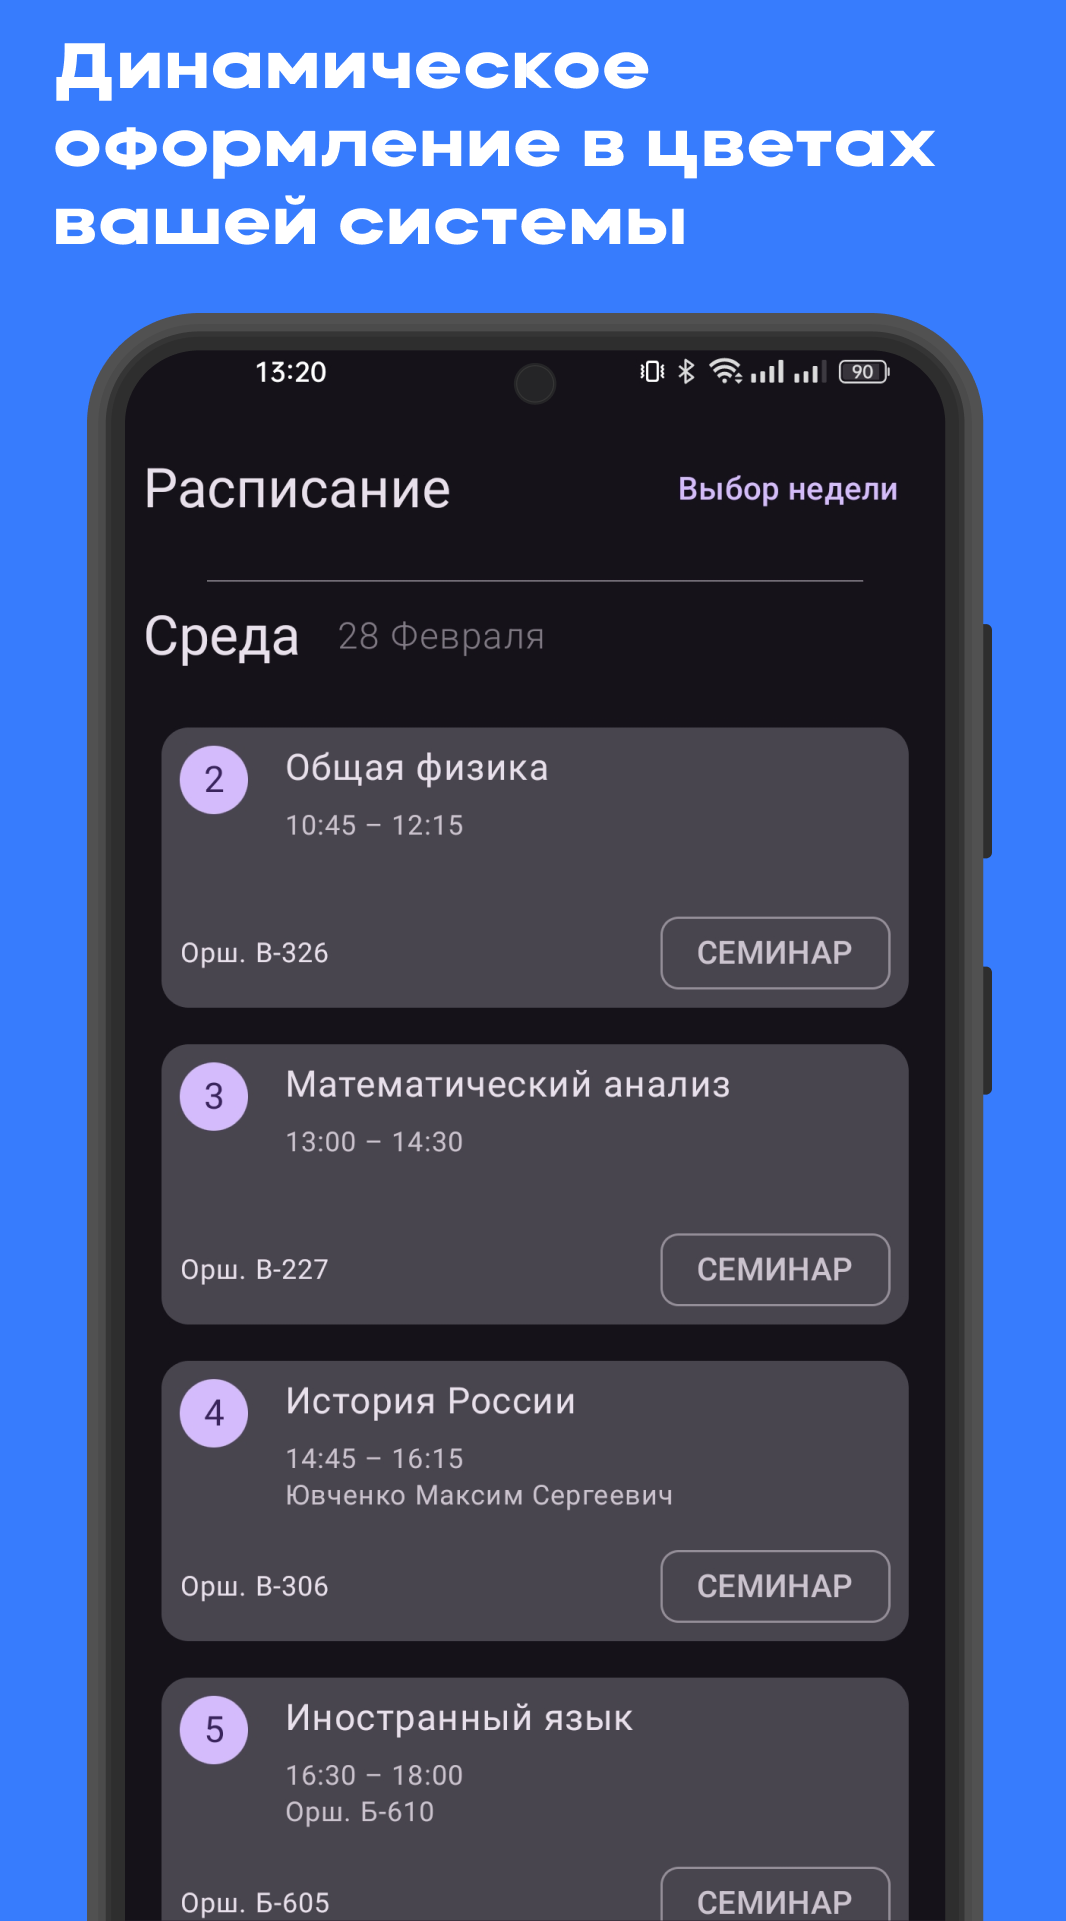 Динамическое
оформление в цветах
вашей системы
13:20
90
Расписание
Выбор недели
Среда 28 Февраля
2
Общая физика
10:45 – 12:15
Орш. В-326
СЕМИНАР
3
Математический анализ
13:00 – 14:30
Орш. В-227
СЕМИНАР
4
История России
14:45 – 16:15
Ювченко Максим Сергеевич
Орш. В-306
СЕМИНАР
5
Иностранный язык
16:30 – 18:00
Орш. Б-610
Орш. Б-605
СЕМИНАР